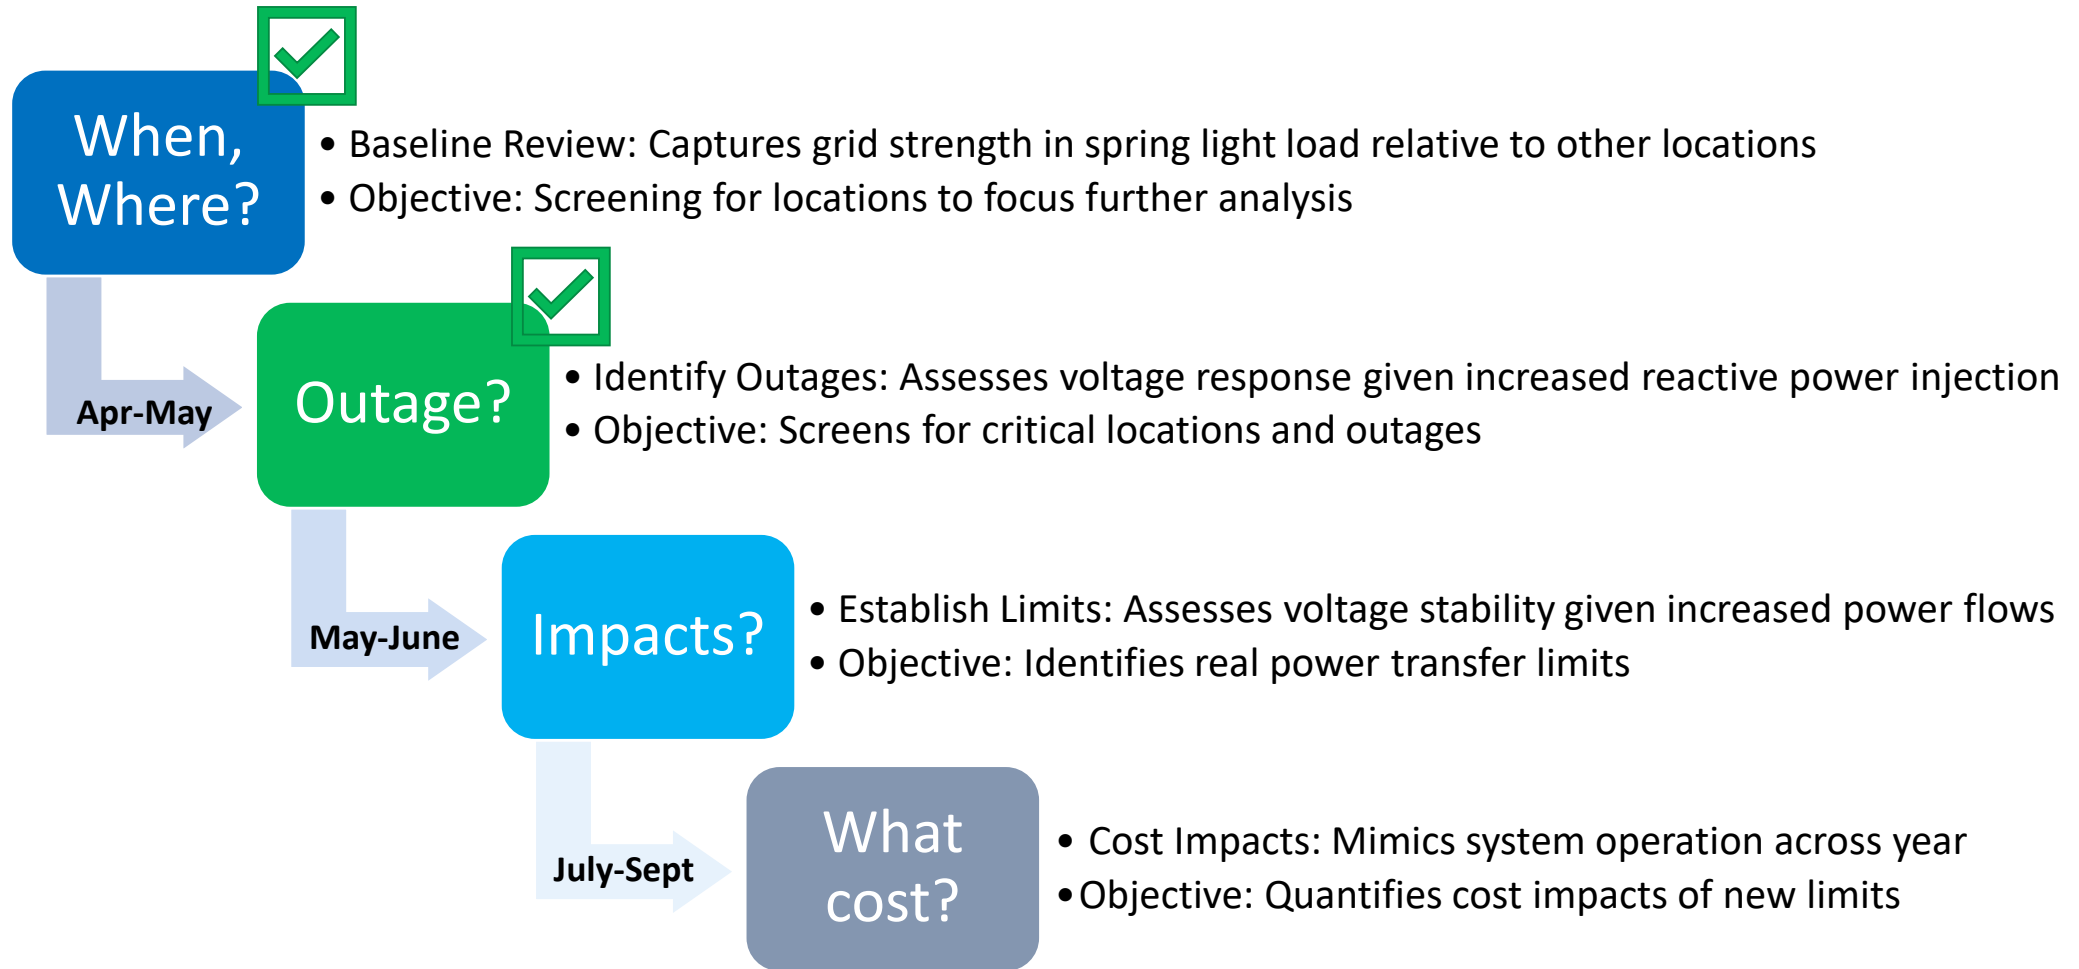 When,
Where?
• Baseline Review: Captures grid strength in spring light load relative to other locations
• Objective: Screening for locations to focus further analysis
Apr-May
Outage?
• Identify Outages: Assesses voltage response given increased reactive power injection
• Objective: Screens for critical locations and outages
May-June
Impacts?
• Establish Limits: Assesses voltage stability given increased power flows
• Objective: Identifies real power transfer limits
July-Sept
What
cost?
• Cost Impacts: Mimics system operation across year
•Objective: Quantifies cost impacts of new limits